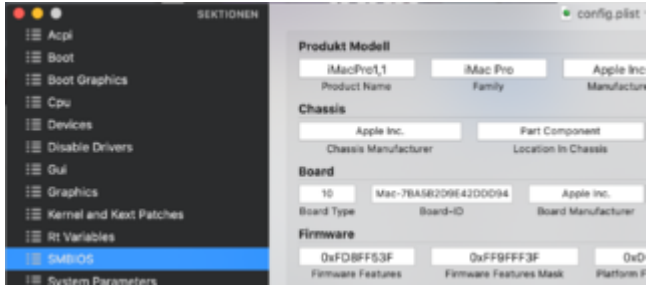 SEKTIONEN
config.plist
Acpi
Boot
Boot Graphics
Cpu
Devices
Disable Drivers
Gui
Graphics
Kernel and Kext Patches
Rt Variables
SMBIOS
System Parameters
Produkt Modell
iMacPro1,1 iMac Pro Apple Inc
Product Name Family Manufacture
Chassis
Apple Inc. Part Component
Chassis Manufacturer Location In Chassis
Board
10 Mac-7BA5B2D9E42DDD94 Apple Inc.
Board Type Board-ID Board Manufacturer
Firmware
0xFD8FF53F 0xFF9FFF3F 0xD
Firmware Features Firmware Features Mask Platform F